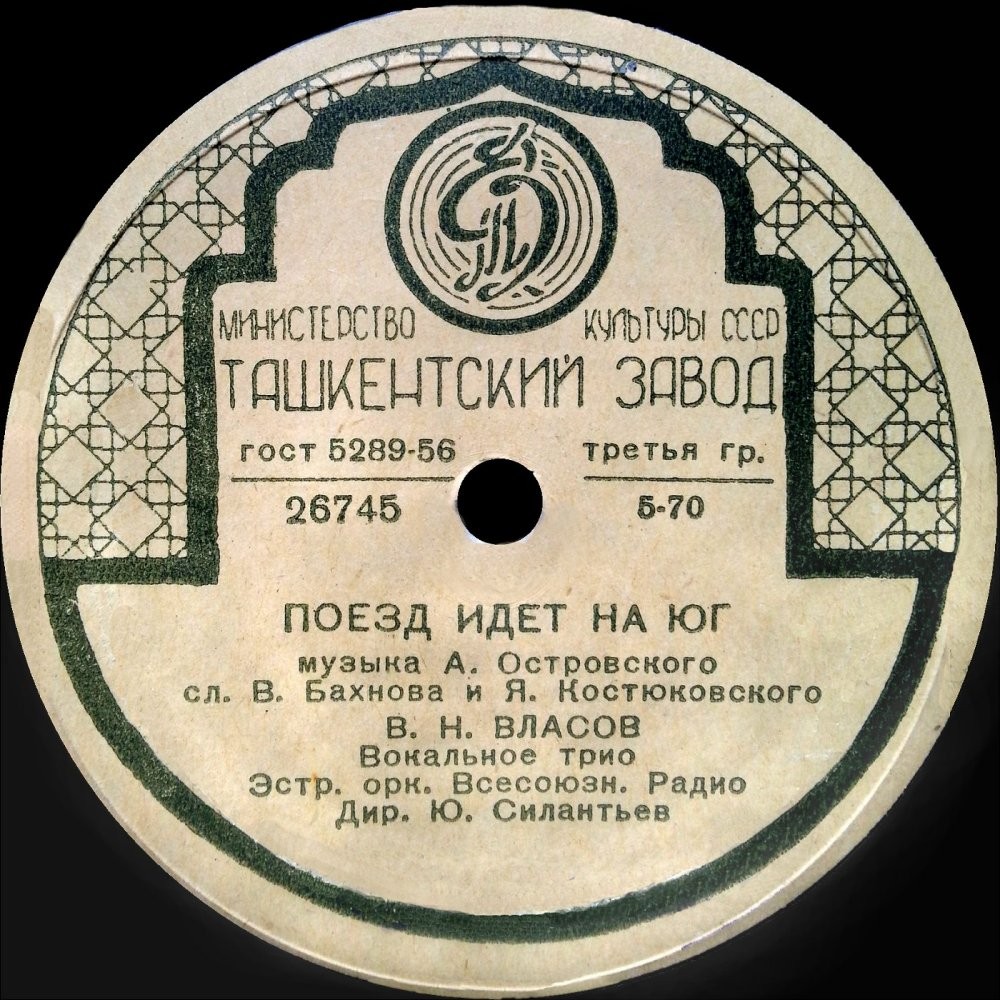 МИНИСТЕРСТВО КУЛЬТУРЫ СССР
ТАШКЕНТСКИЙ ЗАВОД
гост 5289-56 третья гр.
26745 5-70
ПОЕЗД ИДЕТ НА ЮГ
музыка А. Островского
сл. В. Бахнова и Я. Костюковского
В. Н. ВЛАСОВ
Вокальное трио
Эстр. орк. Всесоюзн. Радио
Дир. Ю. Силантьев